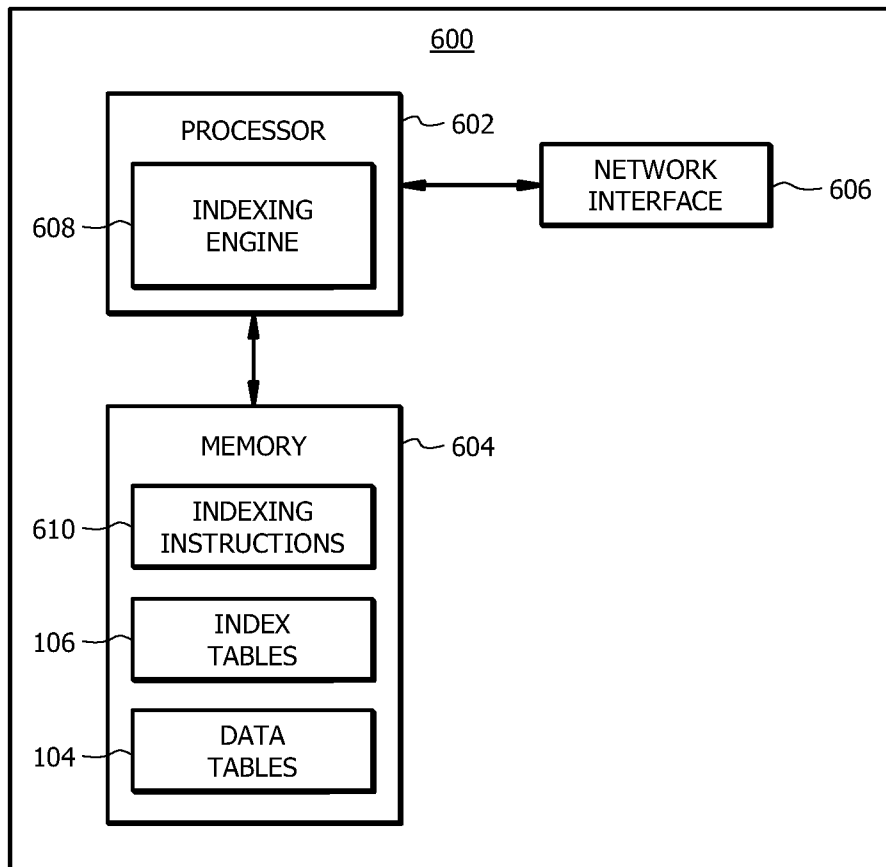 600
PROCESSOR
602
INDEXING
ENGINE
608
NETWORK
INTERFACE
606
MEMORY
604
INDEXING
INSTRUCTIONS
610
INDEX
TABLES
106
DATA
TABLES
104